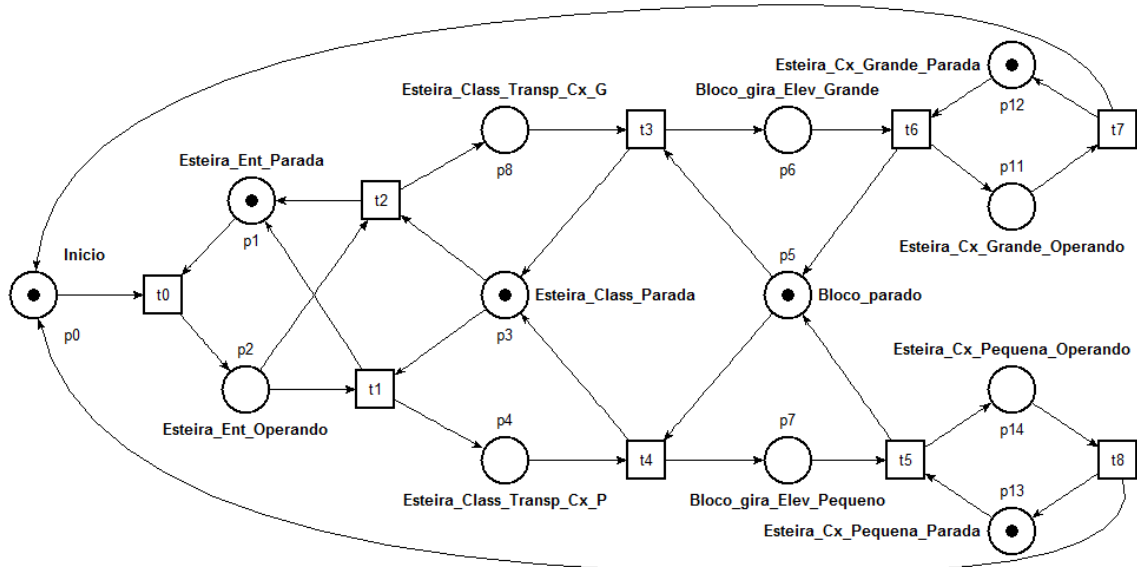 Esteira_Cx_Grande_Parada
Esteira_Class_Transp_Cx_G
Bloco_gira_Elev_Grande
p12
t3
t6
t7
Esteira_Ent_Parada
p8
p6
p11
t2
p1
Esteira_Cx_Grande_Operando
Inicio
p5
t0
Esteira_Class_Parada
Bloco_parado
p0
p3
p2
Esteira_Cx_Pequena_Operando
t1
Esteira_Ent_Operando
p4
p7
p14
t4
t5
t8
p13
Esteira_Class_Transp_Cx_P
Bloco_gira_Elev_Pequeno
Esteira_Cx_Pequena_Parada